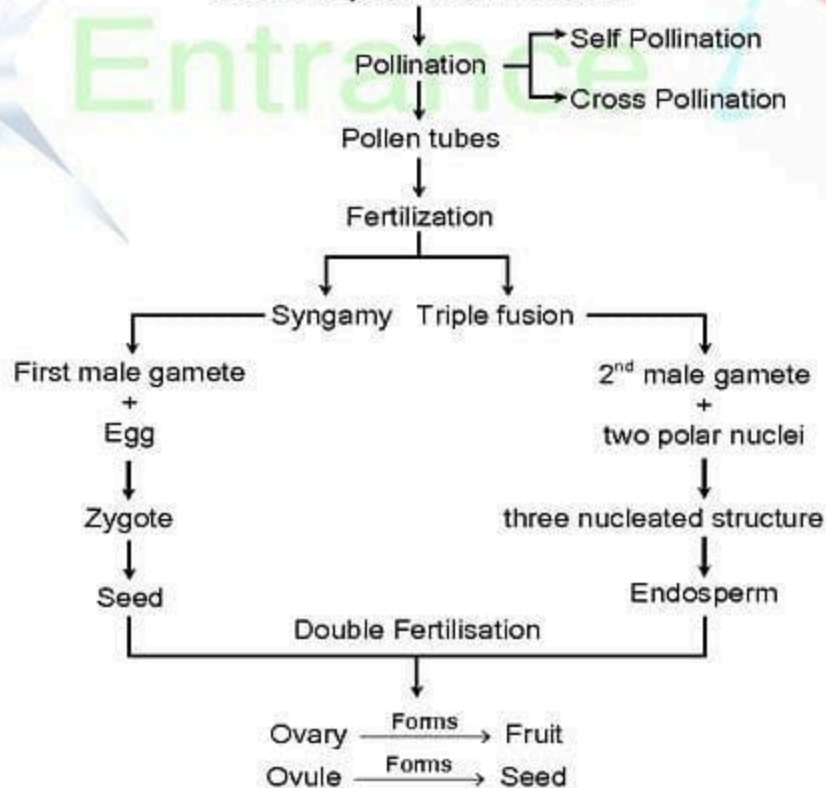 Entrance
Self Pollination
Pollination
Cross Pollination
Pollen tubes
Fertilization
Syngamy Triple fusion
First male gamete
+
Egg
Zygote
Seed
2nd male gamete
+
two polar nuclei
three nucleated structure
Endosperm
Double Fertilisation
Ovary Forms Fruit
Ovule Forms Seed